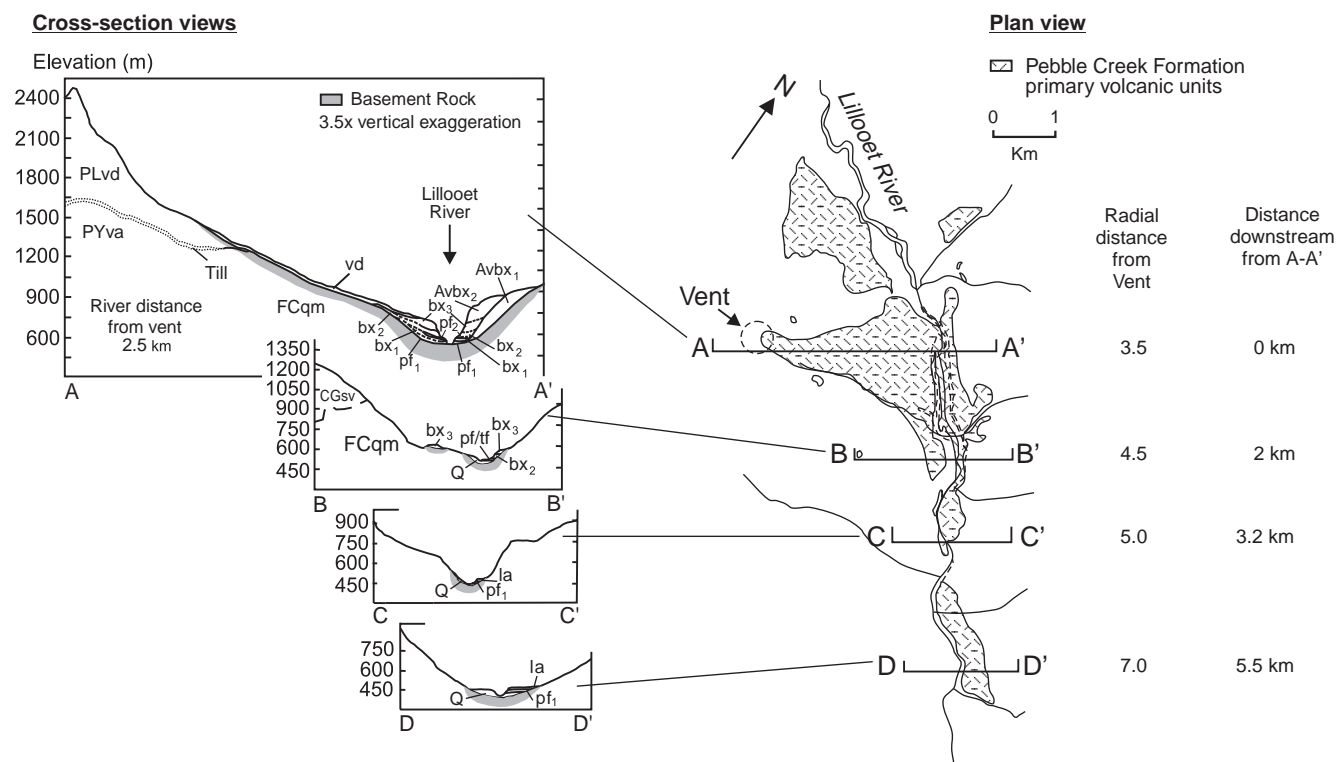 Cross-section views
Elevation (m)
2400
2100
1800
1500
1200
900
600
Basement Rock
3.5x vertical exaggeration
PLvd
PYva
Till
vd
FCqm
River distance
from vent
2.5 km
Lillooet
River
Avbx1
Avbx2
bx3
pf2
bx2
bx1
pf1
pf1
bx2
bx1
A
A'
1350
1200
1050
900
750
600
450
CGsv
FCqm
bx3
pf/tf
bx3
Q
bx2
B
B'
900
750
600
450
la
Q
pf1
C
C'
750
600
450
la
Q
pf1
D
D'
Plan view
Pebble Creek Formation
primary volcanic units
0 1
Km
N
Lillooet River
Vent
A A'
B B'
C C'
D D'
Radial
distance
from
Vent
Distance
downstream
from A-A'
3.5 0 km
4.5 2 km
5.0 3.2 km
7.0 5.5 km